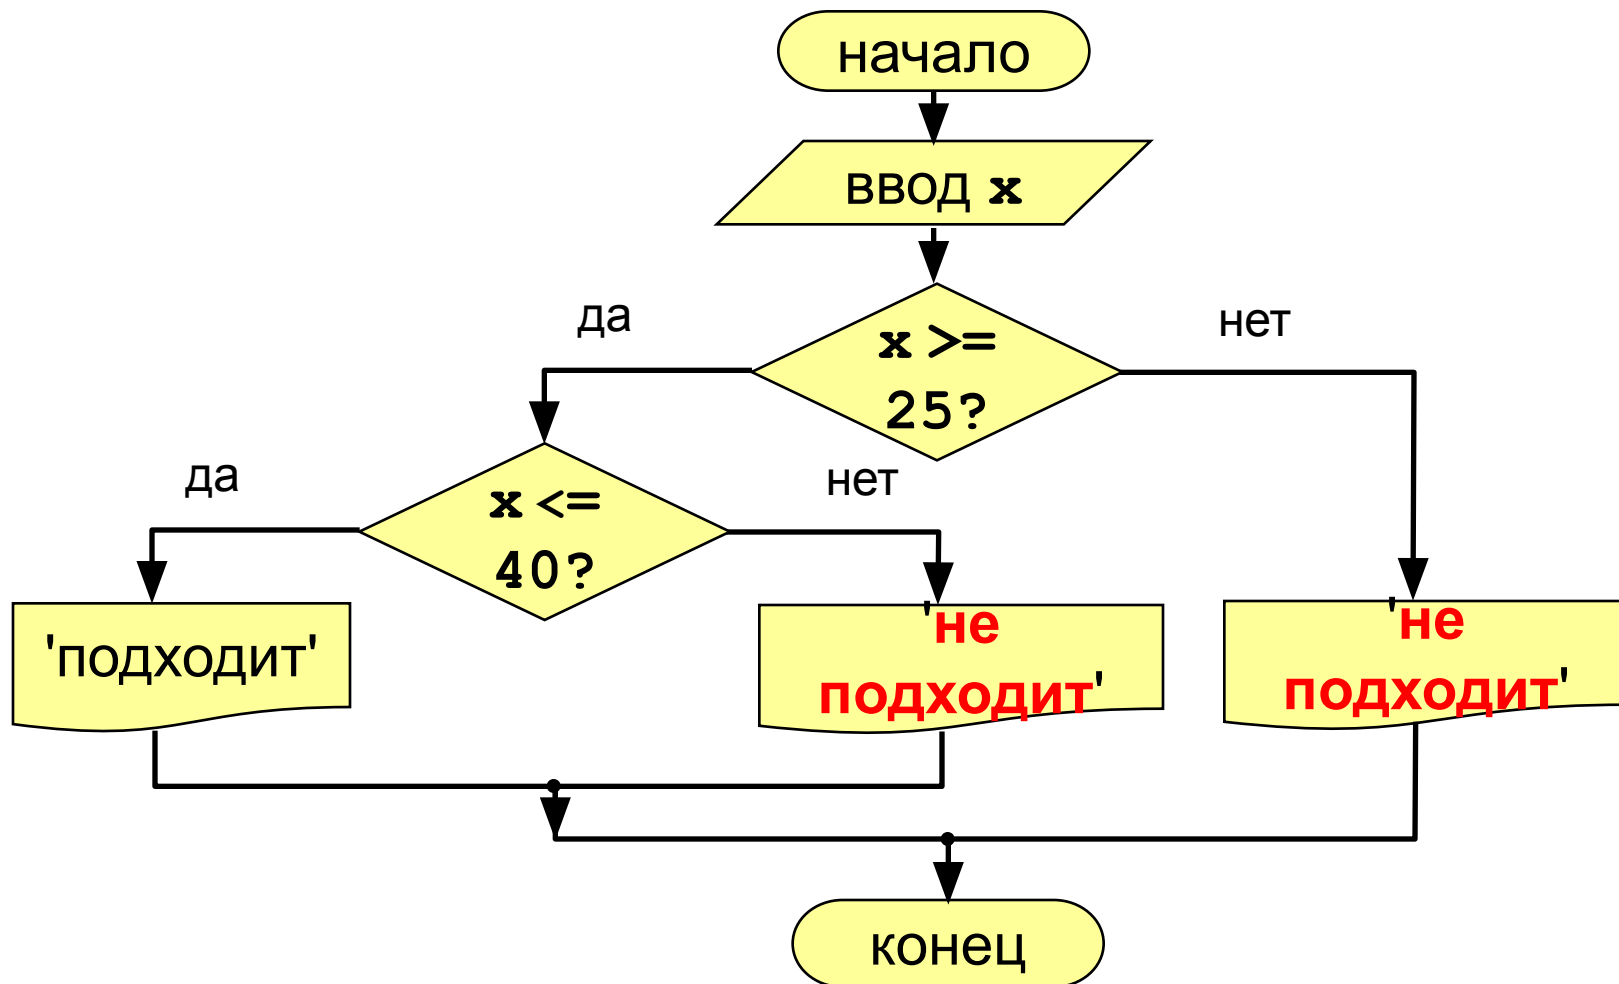 начало
ввод x
да
нет
x >=
25?
да
нет
x <=
40?
'подходит'
'не
подходит'
'не
подходит'
конец